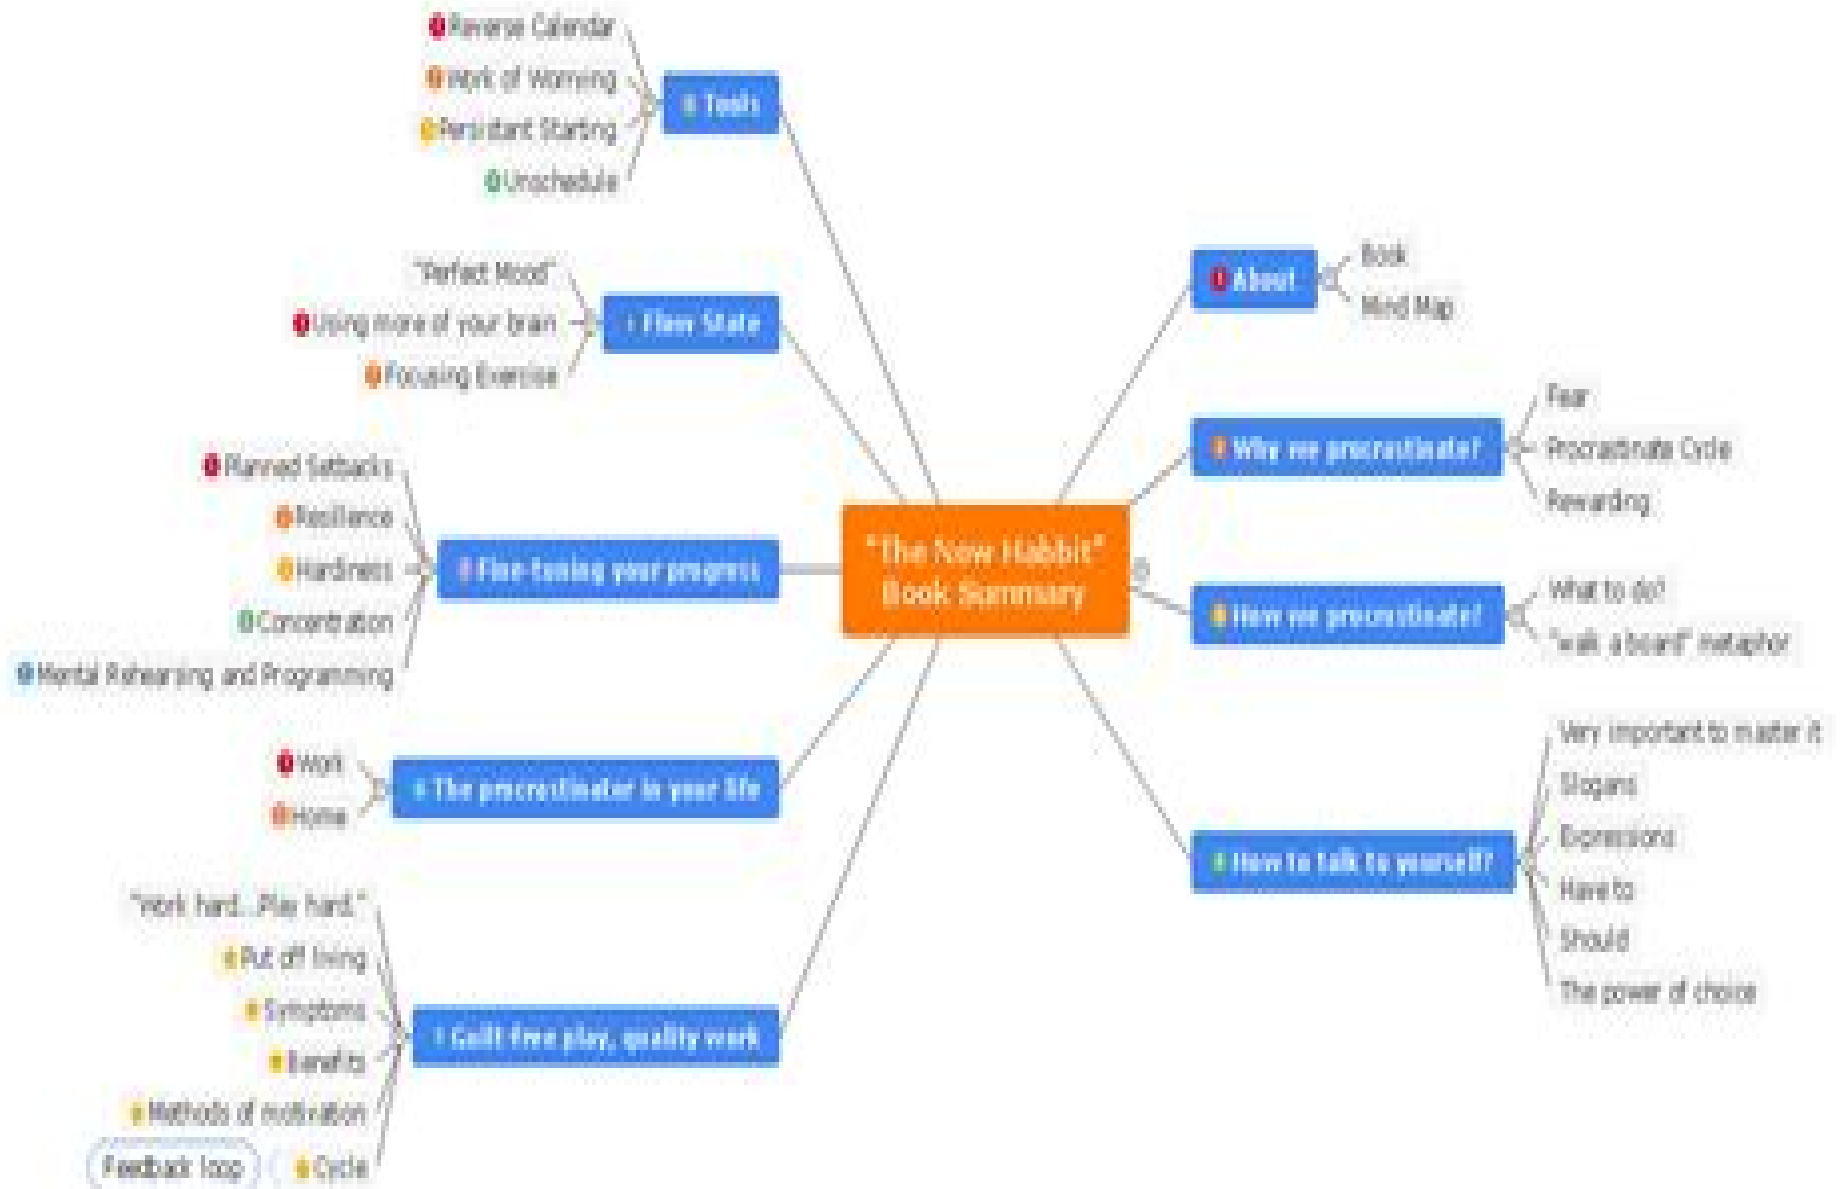 "The Now Habbit"
Book Summary
About
Book
Mind Map
Why we procrastinate?
Fear
Procrastinate Cycle
Rewarding
How we procrastinate?
What to do?
"walk a board" metaphor
How to talk to yourself?
Very important to master it
Slogans
Expressions
Have to
Should
The power of choice
Tools
Reverse Calendar
Work of Worrying
Persistant Starting
Unschedule
Flow State
"Perfect Mood"
Using more of your brain
Focusing Exercise
Fine-tuning your progress
Planned Setbacks
Resilience
Hardiness
Concentration
Mental Rehearsing and Programming
The procrastinator in your life
Work
Home
Guilt-free play, quality work
"Work hard...Play hard."
Put off living
Symptoms
Benefits
Methods of motivation
Cycle
Feedback loop